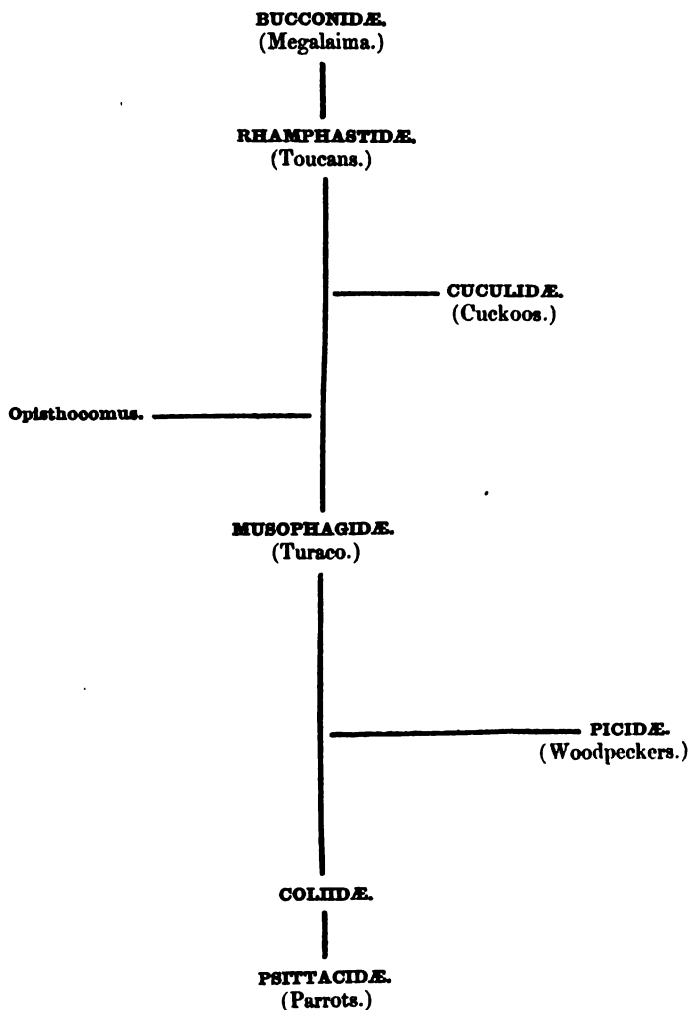 BUCCONIDÆ.
(Megalaima.)
RHAMPHASTIDÆ.
(Toucans.)
CUCULIDÆ.
(Cuckoos.)
Opisthocomus.
MUSOPHAGIDÆ.
(Turaco.)
PICIDÆ.
(Woodpeckers.)
COLIIDÆ.
PSITTACIDÆ.
(Parrots.)